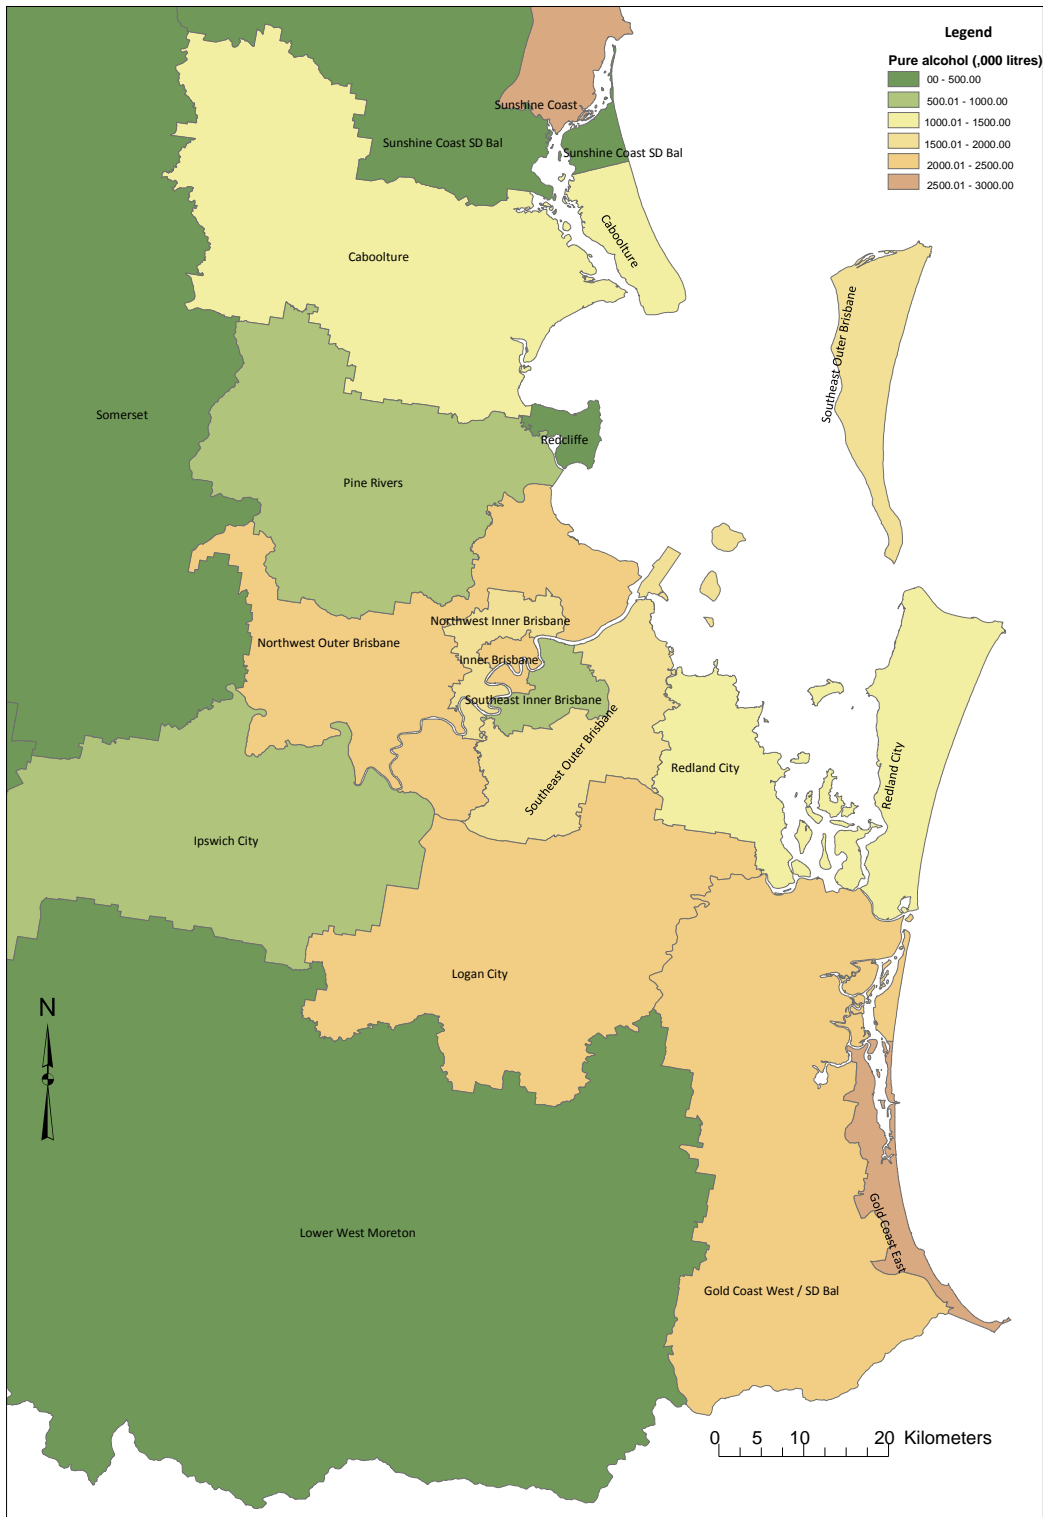 Legend
Pure alcohol (,000 litres)
00 - 500.00
500.01 - 1000.00
1000.01 - 1500.00
1500.01 - 2000.00
2000.01 - 2500.00
2500.01 - 3000.00
Sunshine Coast
Sunshine Coast SD Bal
Sunshine Coast SD Bal
Caboolture
Caboolture
Southeast Outer Brisbane
Somerset
Redcliffe
Pine Rivers
Northwest Inner Brisbane
Northwest Outer Brisbane
Inner Brisbane
Southeast Inner Brisbane
Southeast Outer Brisbane
Redland City
Redland City
Ipswich City
Logan City
N
Lower West Moreton
Gold Coast East
Gold Coast West / SD Bal
0 5 10 20 Kilometers